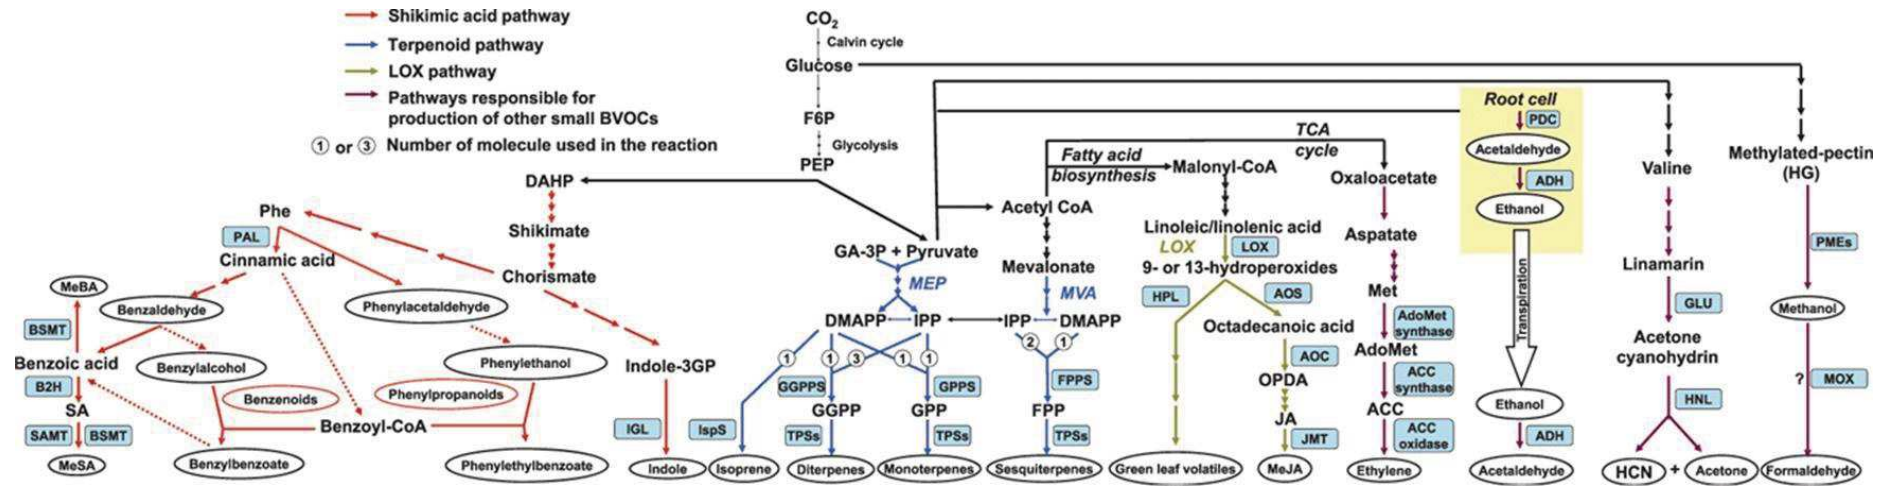 Shikimic acid pathway
Terpenoid pathway
LOX pathway
Pathways responsible for
production of other small BVOCs
1 or 3 Number of molecule used in the reaction
CO2
Calvin cycle
Glucose
F6P
Glycolysis
PEP
DAHP
Shikimate
Chorismate
Phe
PAL
Cinnamic acid
MeBA
Benzaldehyde
Phenylacetaldehyde
BSMT
Benzoic acid
Benzylalcohol
Phenylethanol
B2H
Benzenoids
Phenylpropanoids
SA
Benzoyl-CoA
SAMT
BSMT
MeSA
Benzylbenzoate
Phenylethylbenzoate
Indole-3GP
IGL
Indole
GA-3P + Pyruvate
MEP
DMAPP
IPP
1
1
3
1
1
GGPPS
GPPS
IspS
GGPP
GPP
TPSs
TPSs
Isoprene
Diterpenes
Monoterpenes
Acetyl CoA
Mevalonate
MVA
IPP
DMAPP
2
1
FPPS
FPP
TPSs
Sesquiterpenes
Fatty acid
biosynthesis
Malonyl-CoA
TCA
cycle
Linoleic/linolenic acid
LOX
LOX
9- or 13-hydroperoxides
HPL
AOS
Octadecanoic acid
AOC
OPDA
JA
JMT
Green leaf volatiles
MeJA
Oxaloacetate
Aspatate
Met
AdoMet
synthase
AdoMet
ACC
synthase
ACC
ACC
oxidase
Ethylene
Root cell
PDC
Acetaldehyde
ADH
Ethanol
Transpiration
Ethanol
ADH
Acetaldehyde
Valine
Linamarin
GLU
Acetone
cyanohydrin
HNL
HCN + Acetone
Methylated-pectin
(HG)
PMEs
Methanol
? MOX
Formaldehyde